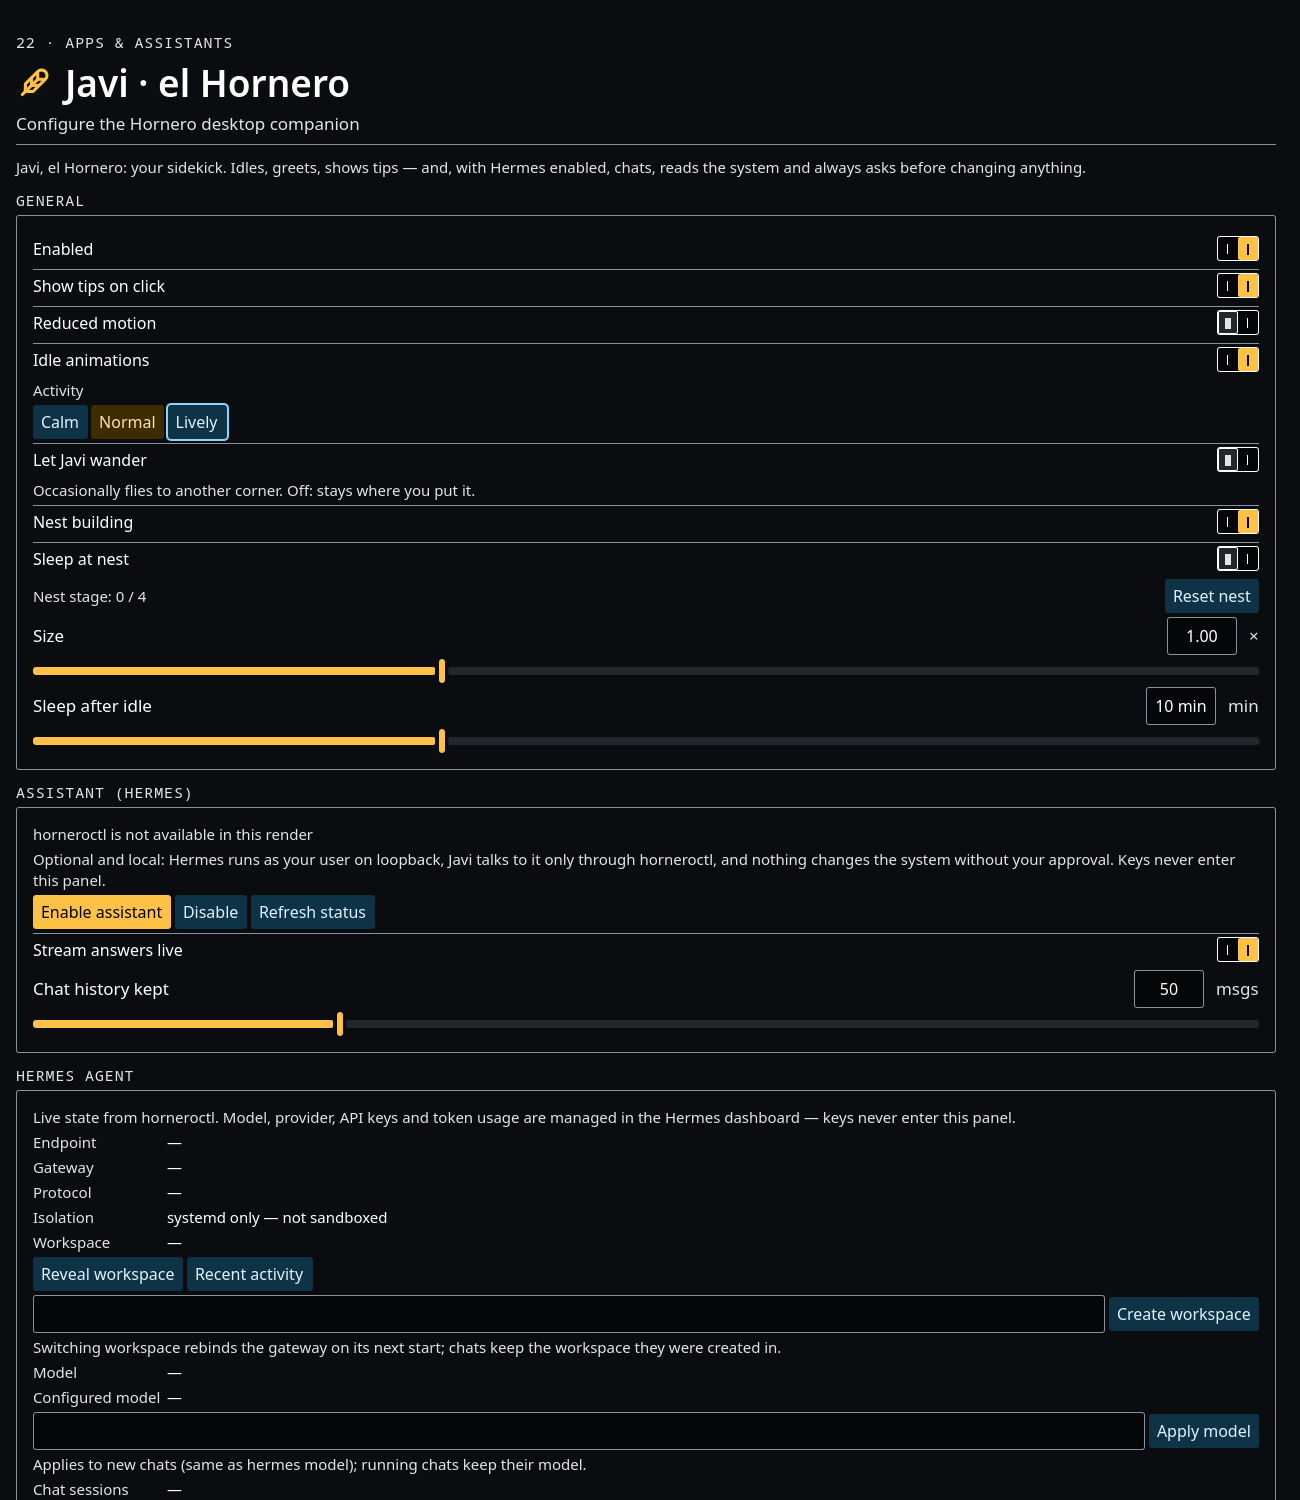 22 · APPS & ASSISTANTS
Javi · el Hornero
Configure the Hornero desktop companion
Javi, el Hornero: your sidekick. Idles, greets, shows tips — and, with Hermes enabled, chats, reads the system and always asks before changing anything.
GENERAL
Enabled
Show tips on click
Reduced motion
Idle animations
Activity
Calm Normal Lively
Let Javi wander
Occasionally flies to another corner. Off: stays where you put it.
Nest building
Sleep at nest
Nest stage: 0 / 4 Reset nest
Size 1.00 ×
Sleep after idle 10 min min
ASSISTANT (HERMES)
horneroctl is not available in this render
Optional and local: Hermes runs as your user on loopback, Javi talks to it only through horneroctl, and nothing changes the system without your approval. Keys never enter
this panel.
Enable assistant Disable Refresh status
Stream answers live
Chat history kept 50 msgs
HERMES AGENT
Live state from horneroctl. Model, provider, API keys and token usage are managed in the Hermes dashboard — keys never enter this panel.
Endpoint —
Gateway —
Protocol —
Isolation systemd only — not sandboxed
Workspace —
Reveal workspace Recent activity
Create workspace
Switching workspace rebinds the gateway on its next start; chats keep the workspace they were created in.
Model —
Configured model —
Apply model
Applies to new chats (same as hermes model); running chats keep their model.
Chat sessions —